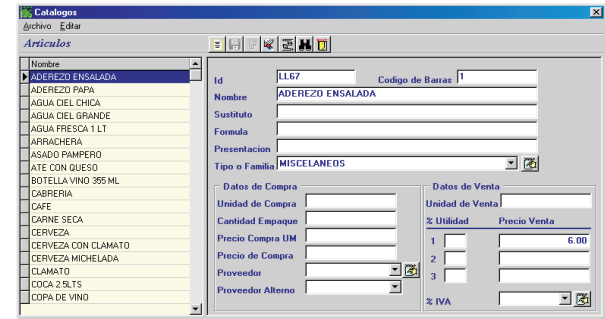 Catalogos
Archivo Editar
Articulos
Nombre
ADEREZO ENSALADA
ADEREZO PAPA
AGUA CIEL CHICA
AGUA CIEL GRANDE
AGUA FRESCA 1 LT
ARRACHERA
ASADO PAMPERO
ATE CON QUESO
BOTELLA VINO 355 ML
CABRERIA
CAFE
CARNE SECA
CERVEZA
CERVEZA CON CLAMATO
CERVEZA MICHELADA
CLAMATO
COCA 2.5LTS
COPA DE VINO
Id LL67 Codigo de Barras 1
Nombre ADEREZO ENSALADA
Sustituto
Formula
Presentacion
Tipo o Familia MISCELANEOS
Datos de Compra
Unidad de Compra
Cantidad Empaque
Precio Compra UM
Precio de Compra
Proveedor
Proveedor Alterno
Datos de Venta
Unidad de Venta
% Utilidad Precio Venta
1 6.00
2
3
% IVA